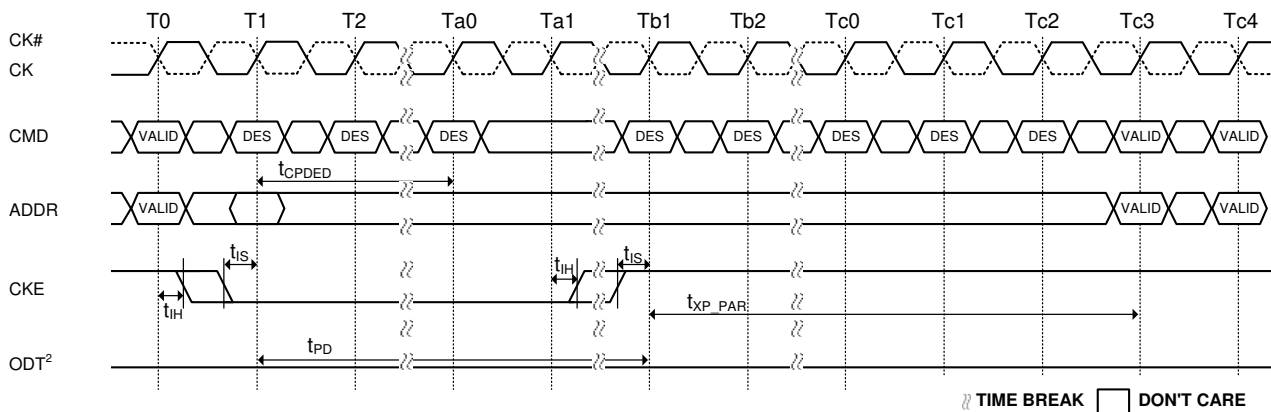 T0 T1 T2 Ta0 Ta1 Tb1 Tb2 Tc0 Tc1 Tc2 Tc3 Tc4
CK#
CK
CMD VALID DES DES DES DES DES DES DES DES VALID VALID
tCPDED
ADDR VALID VALID VALID
tIS tIH tIS
CKE
tIH
tXP_PAR
tPD
ODT²
TIME BREAK DON'T CARE